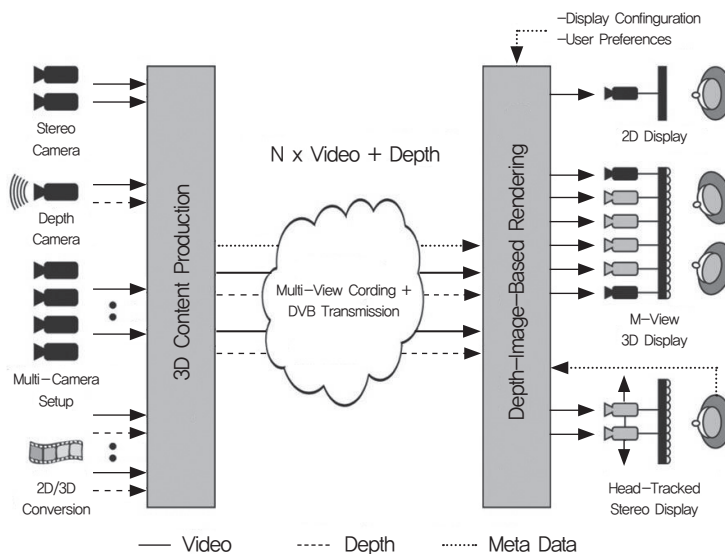 -Display Confinguration
-User Preferences
Stereo
Camera
2D Display
N x Video + Depth
Depth
Camera
3D Content Production
Multi-View Cording +
DVB Transmission
Depth-Image-Based Rendering
M-View
3D Display
Multi-Camera
Setup
2D/3D
Conversion
Head-Tracked
Stereo Display
Video
Depth
Meta Data